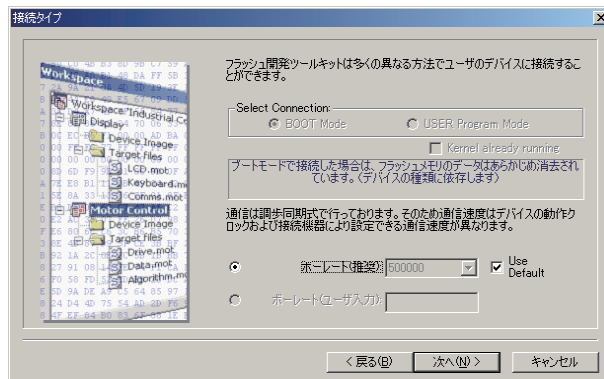 接続タイプ
フラッシュ開発ツールキットは多くの異なる方法でユーザのデバイスに接続するこ
とができます。
Select Connection:
BOOT Mode
USER Program Mode
Kernel already running
ブートモードで接続した場合は、フラッシュメモリのデータはあらかじめ消去され
ています。(デバイスの種類に依存します)
通信は調歩同期式で行っております。そのため通信速度はデバイスの動作ク
ロックおよび接続機器により設定できる通信速度が異なります。
ボーレート(推奨):
500000
Use
Default
ボーレート(ユーザ入力):
Workspace
Workspace "Industrial Co
Display
Device Image
Target files
LCD.mot
Keyboard.mo
Comms.mot
Motor Control
Device Image
Target files
Drive.mot
Data.mot
Algorithm.mo
< 戻る(B)
次へ(N) >
キャンセル